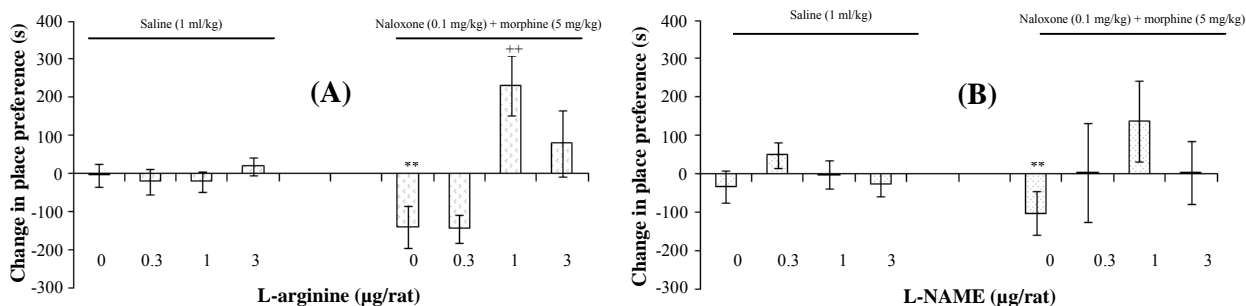 Saline (1 ml/kg)
Naloxone (0.1 mg/kg) + morphine (5 mg/kg)
Change in place preference (s)
400
300
200
100
0
-100
-200
-300
(A)
**
++
0 0.3 1 3 0 0.3 1 3
L-arginine (µg/rat)
Saline (1 ml/kg)
Naloxone (0.1 mg/kg) + morphine (5 mg/kg)
Change in place preference (s)
400
300
200
100
0
-100
-200
-300
(B)
**
0 0.3 1 3 0 0.3 1 3
L-NAME (µg/rat)